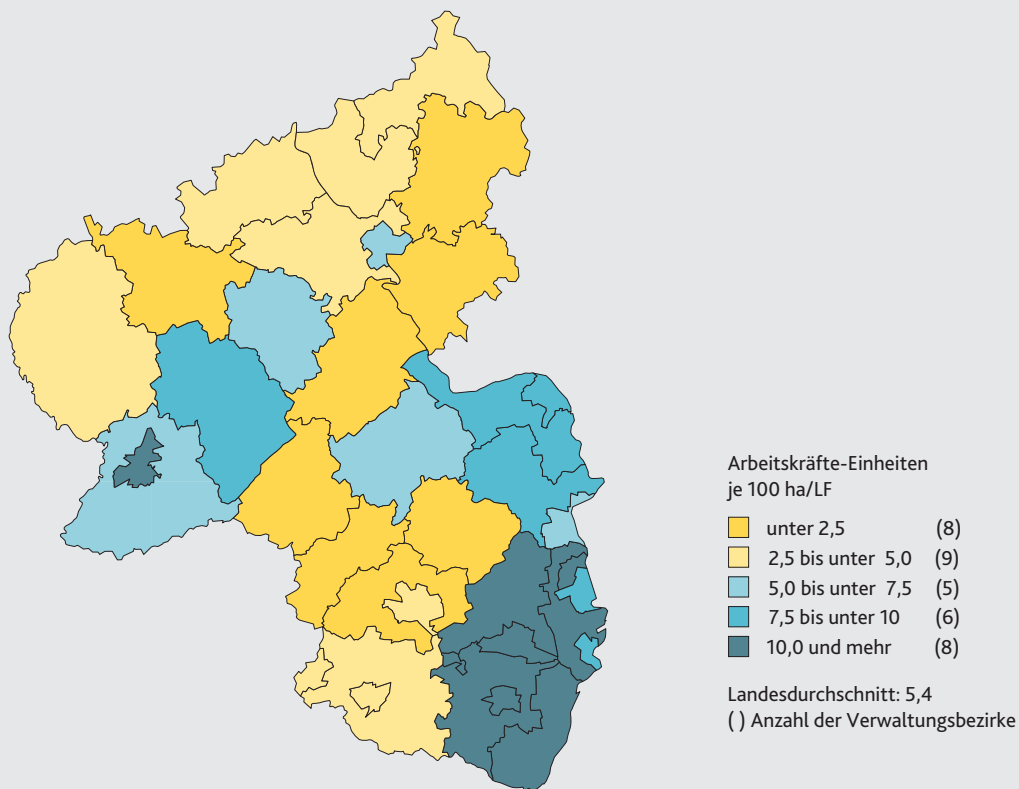 Arbeitskräfte-Einheiten
je 100 ha/LF
unter 2,5 (8)
2,5 bis unter 5,0 (9)
5,0 bis unter 7,5 (5)
7,5 bis unter 10 (6)
10,0 und mehr (8)
Landesdurchschnitt: 5,4
( ) Anzahl der Verwaltungsbezirke